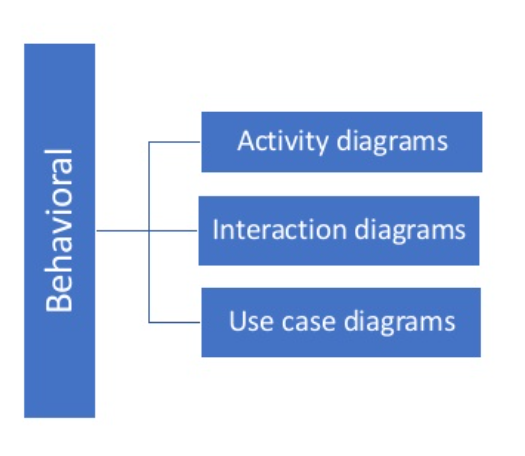 Behavioral
Activity diagrams
Interaction diagrams
Use case diagrams